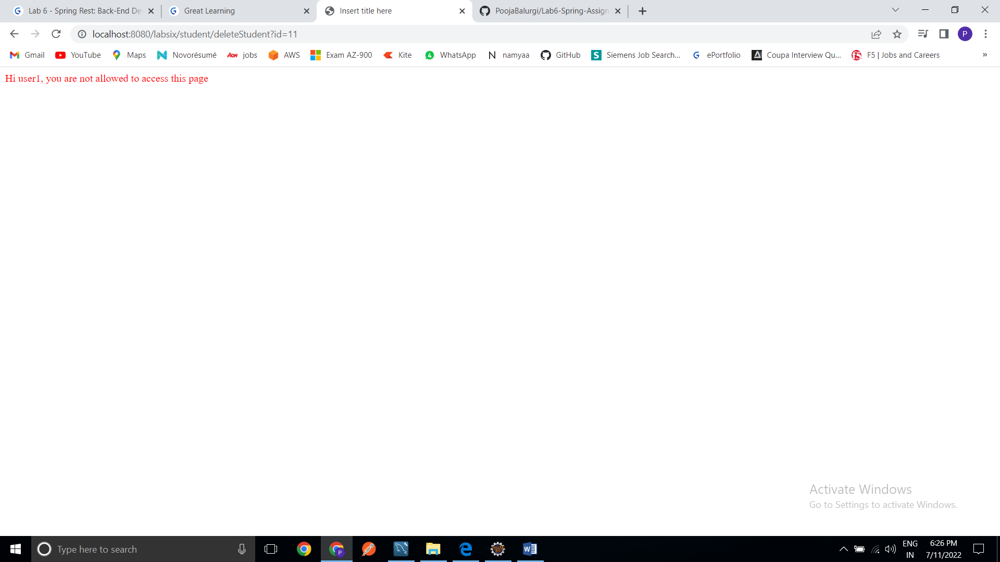 Lab 6 - Spring Rest: Back-End De
Great Learning
Insert title here
PoojaBalurgi/Lab6-Spring-Assign
localhost:8080/labsix/student/deleteStudent?id=11
P
Gmail
YouTube
Maps
Novorésumé
Aon jobs
AWS
Exam AZ-900
Kite
4 WhatsApp
N namyaa
GitHub
S Siemens Job Search...
G ePortfolio
Coupa Interview Qu...
F5 | Jobs and Careers
»
Hi user1, you are not allowed to access this page
Activate Windows
Go to Settings to activate Windows.
Type here to search
ENG
IN
6:26 PM
7/11/2022